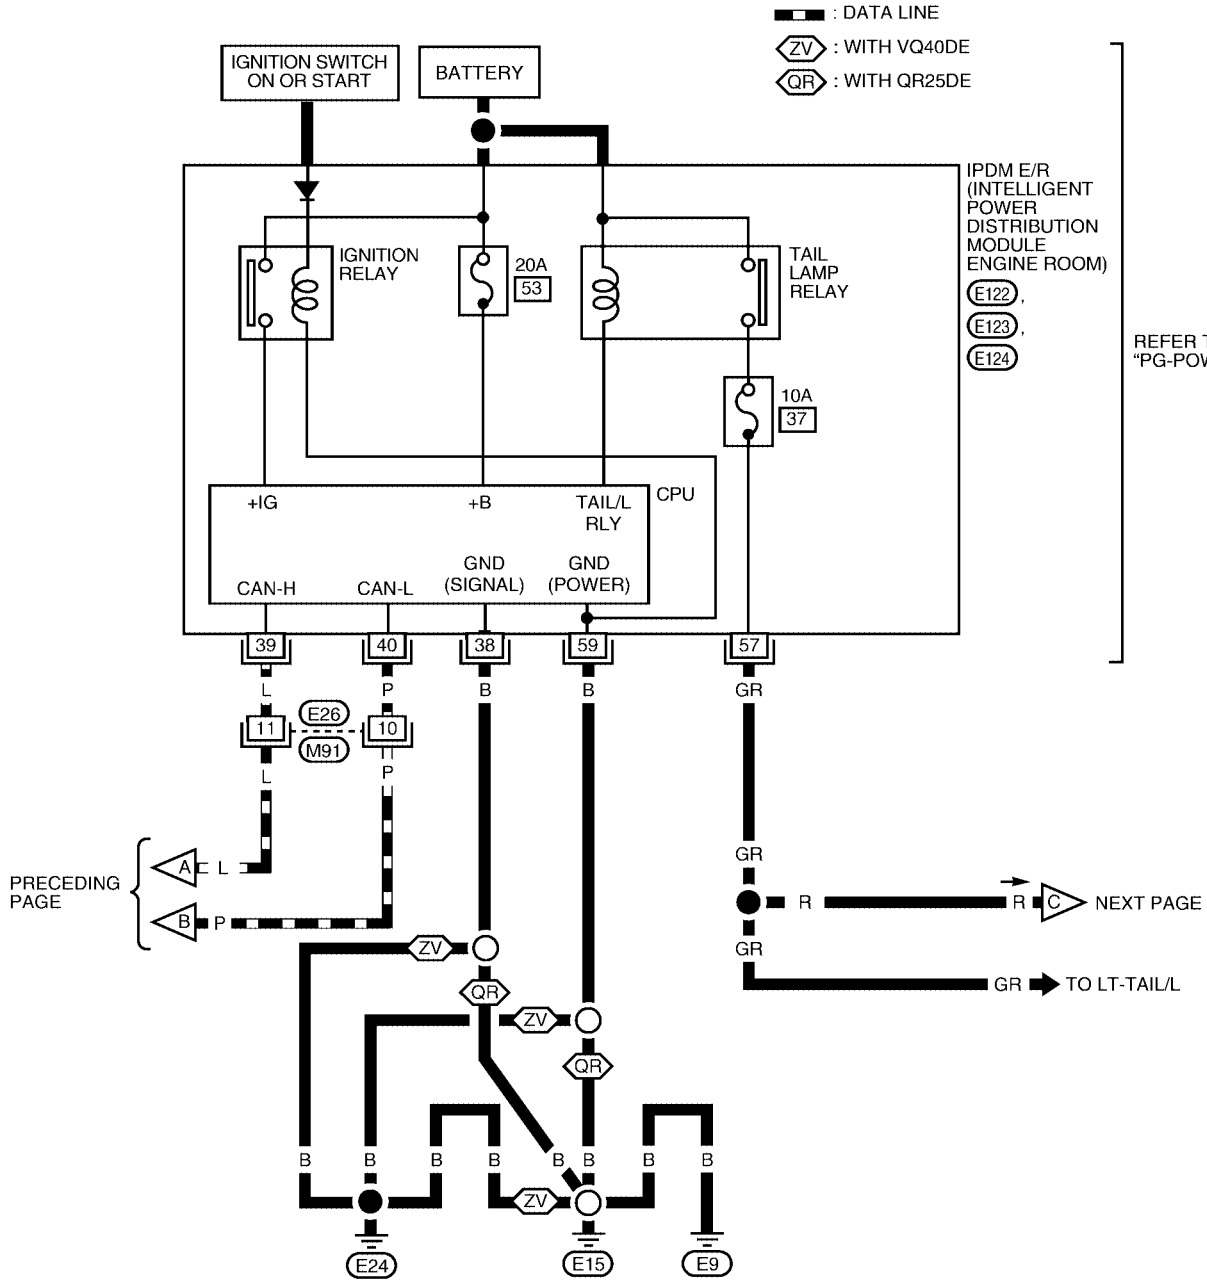 : DATA LINE
ZV : WITH VQ40DE
QR : WITH QR25DE
IGNITION SWITCH
ON OR START
BATTERY
IPDM E/R
(INTELLIGENT
POWER
DISTRIBUTION
MODULE
ENGINE ROOM)
E122 ,
E123 ,
E124
IGNITION
RELAY
20A
53
TAIL
LAMP
RELAY
REFER T
“PG-POW
10A
37
CPU
+IG
+B
TAIL/L
RLY
GND
(SIGNAL)
GND
(POWER)
CAN-H
CAN-L
39
40
38
59
57
L
P
B
B
GR
11
E26
M91
10
L
P
PRECEDING
PAGE
A
L
B
P
GR
R
R
C
NEXT PAGE
GR
GR
TO LT-TAIL/L
ZV
QR
ZV
QR
B
B
B
B
B
B
B
B
ZV
E24
E15
E9